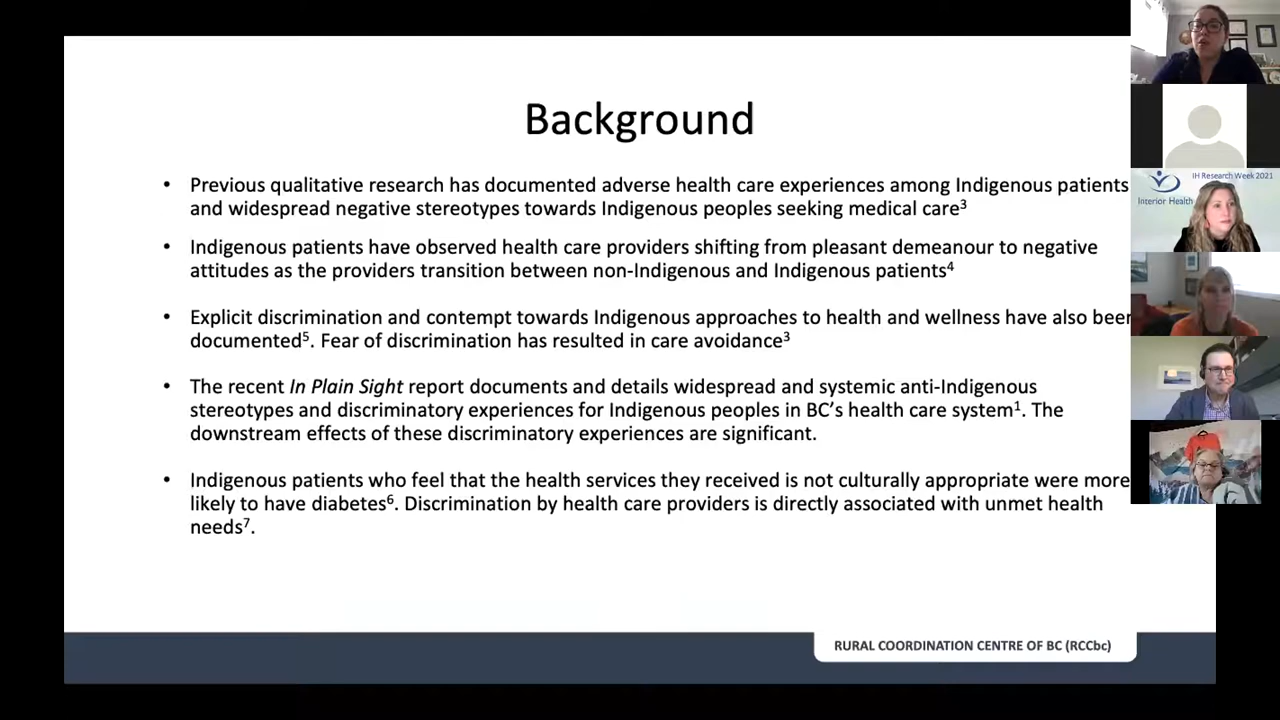 Background
• Previous qualitative research has documented adverse health care experiences among Indigenous patients
and widespread negative stereotypes towards Indigenous peoples seeking medical care³
• Indigenous patients have observed health care providers shifting from pleasant demeanour to negative
attitudes as the providers transition between non-Indigenous and Indigenous patients⁴
• Explicit discrimination and contempt towards Indigenous approaches to health and wellness have also been
documented⁵. Fear of discrimination has resulted in care avoidance³
• The recent In Plain Sight report documents and details widespread and systemic anti-Indigenous
stereotypes and discriminatory experiences for Indigenous peoples in BC’s health care system¹. The
downstream effects of these discriminatory experiences are significant.
• Indigenous patients who feel that the health services they received is not culturally appropriate were more
likely to have diabetes⁶. Discrimination by health care providers is directly associated with unmet health
needs⁷.
RURAL COORDINATION CENTRE OF BC (RCCbc)
IH Research Week 2021
Interior Health